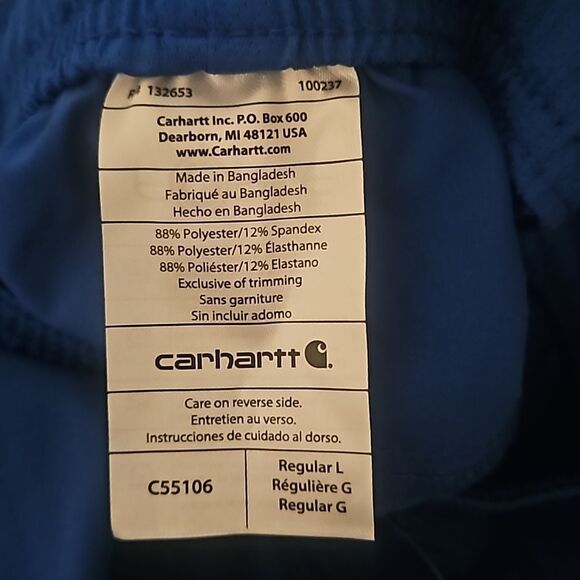 RN 132653 100237
Carhartt Inc. P.O. Box 600
Dearborn, MI 48121 USA
www.Carhartt.com
Made in Bangladesh
Fabriqué au Bangladesh
Hecho en Bangladesh
88% Polyester/12% Spandex
88% Polyester/12% Élasthanne
88% Poliéster/12% Elastano
Exclusive of trimming
Sans garniture
Sin incluir adorno
carhartt
Care on reverse side.
Entretien au verso.
Instrucciones de cuidado al dorso.
C55106
Regular L
Régulière G
Regular G